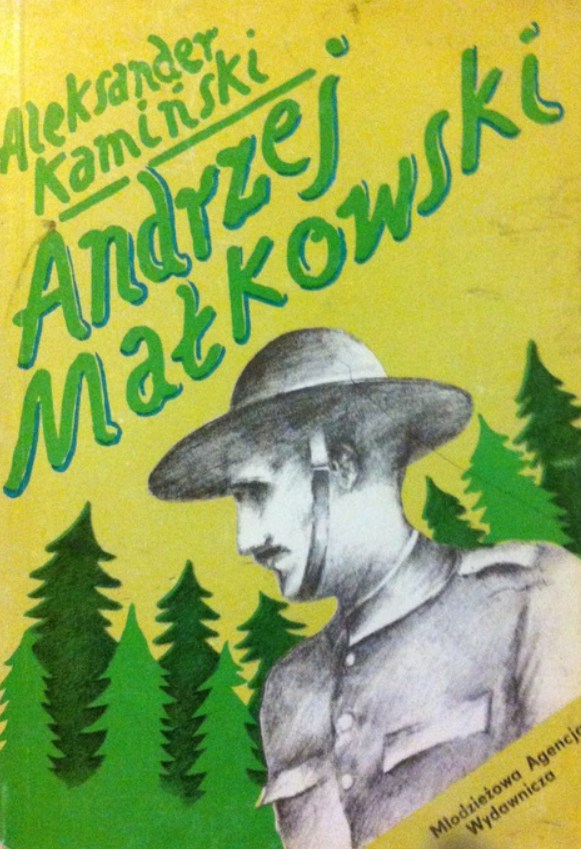 Aleksander
Kamiński
Andrzej
Małkowski
Młodzieżowa Agencja
Wydawnicza